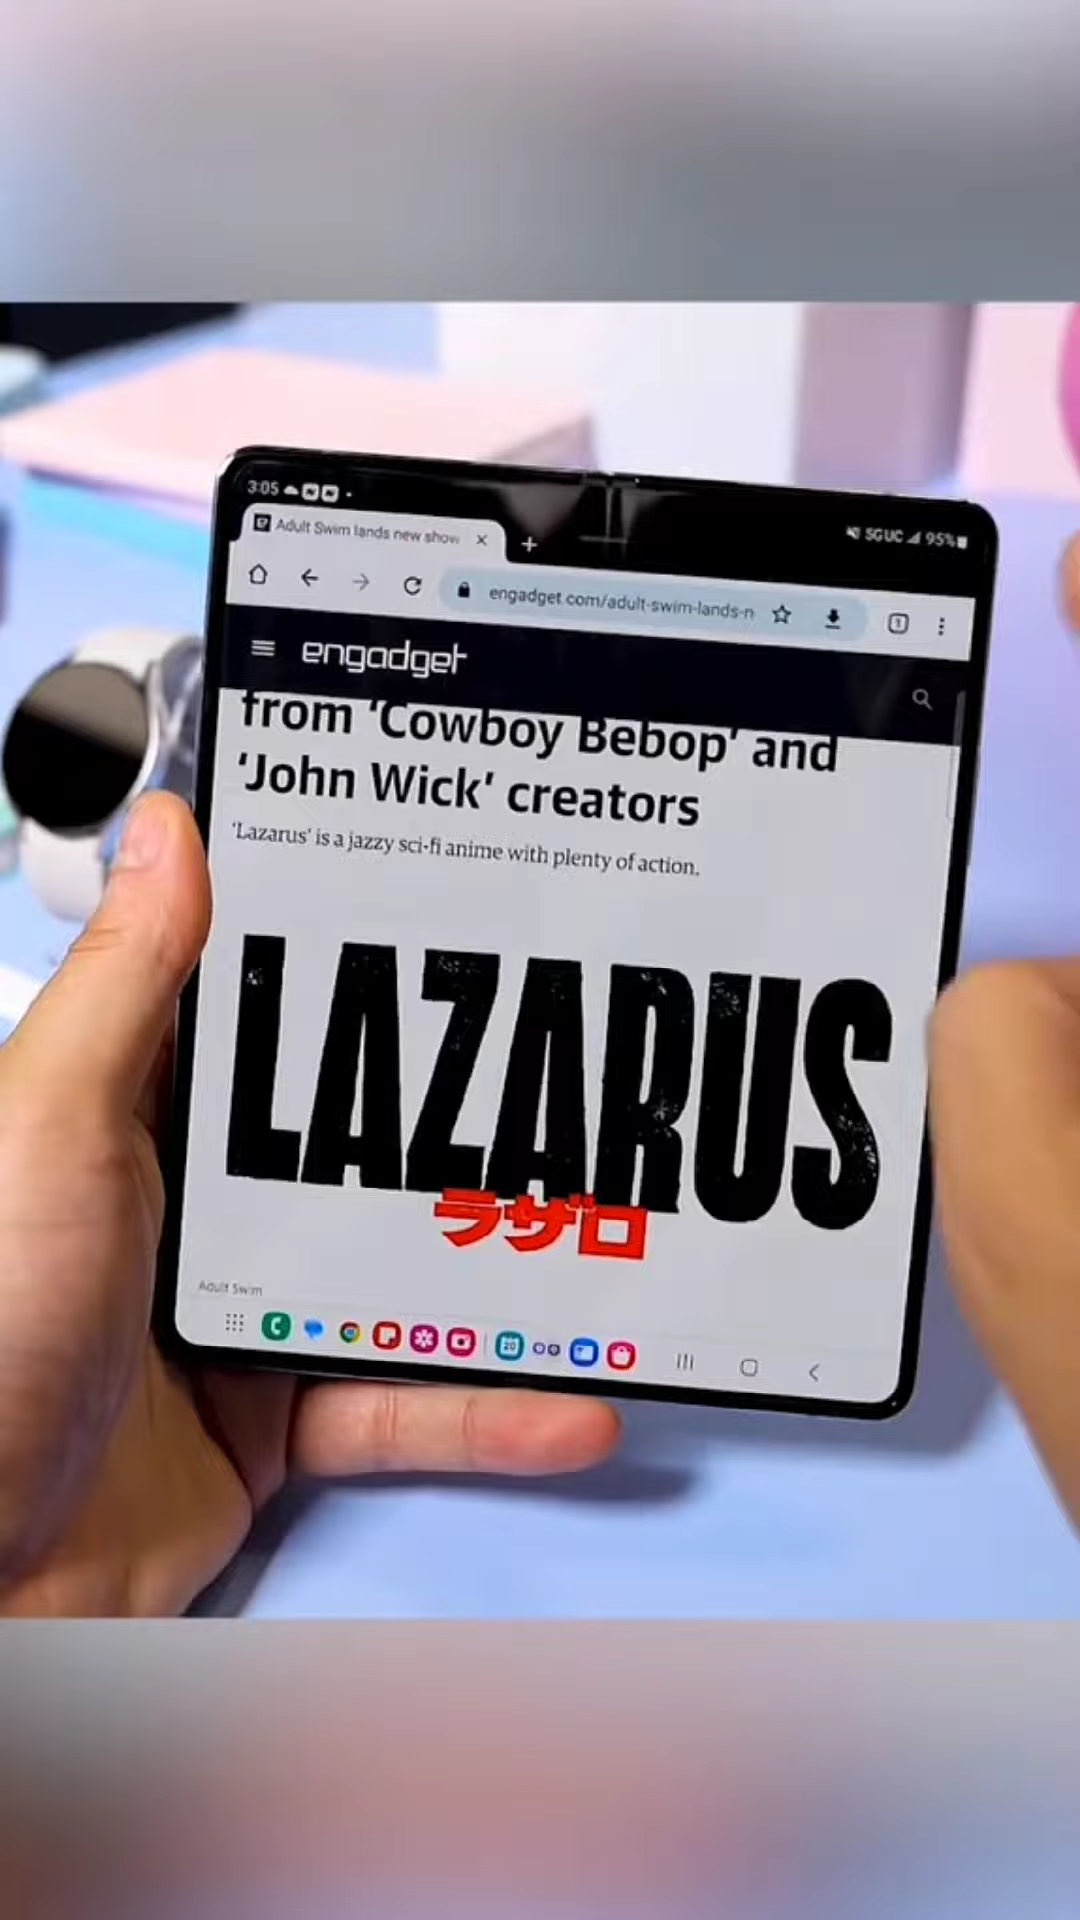 3:05
5GUC 95%
Adult Swim lands new show
engadget.com/adult-swim-lands-n
1
engadget
from ‘Cowboy Bebop’ and
‘John Wick’ creators
‘Lazarus’ is a jazzy sci-fi anime with plenty of action.
LAZARUS
ラザロ
Adult Swim
20